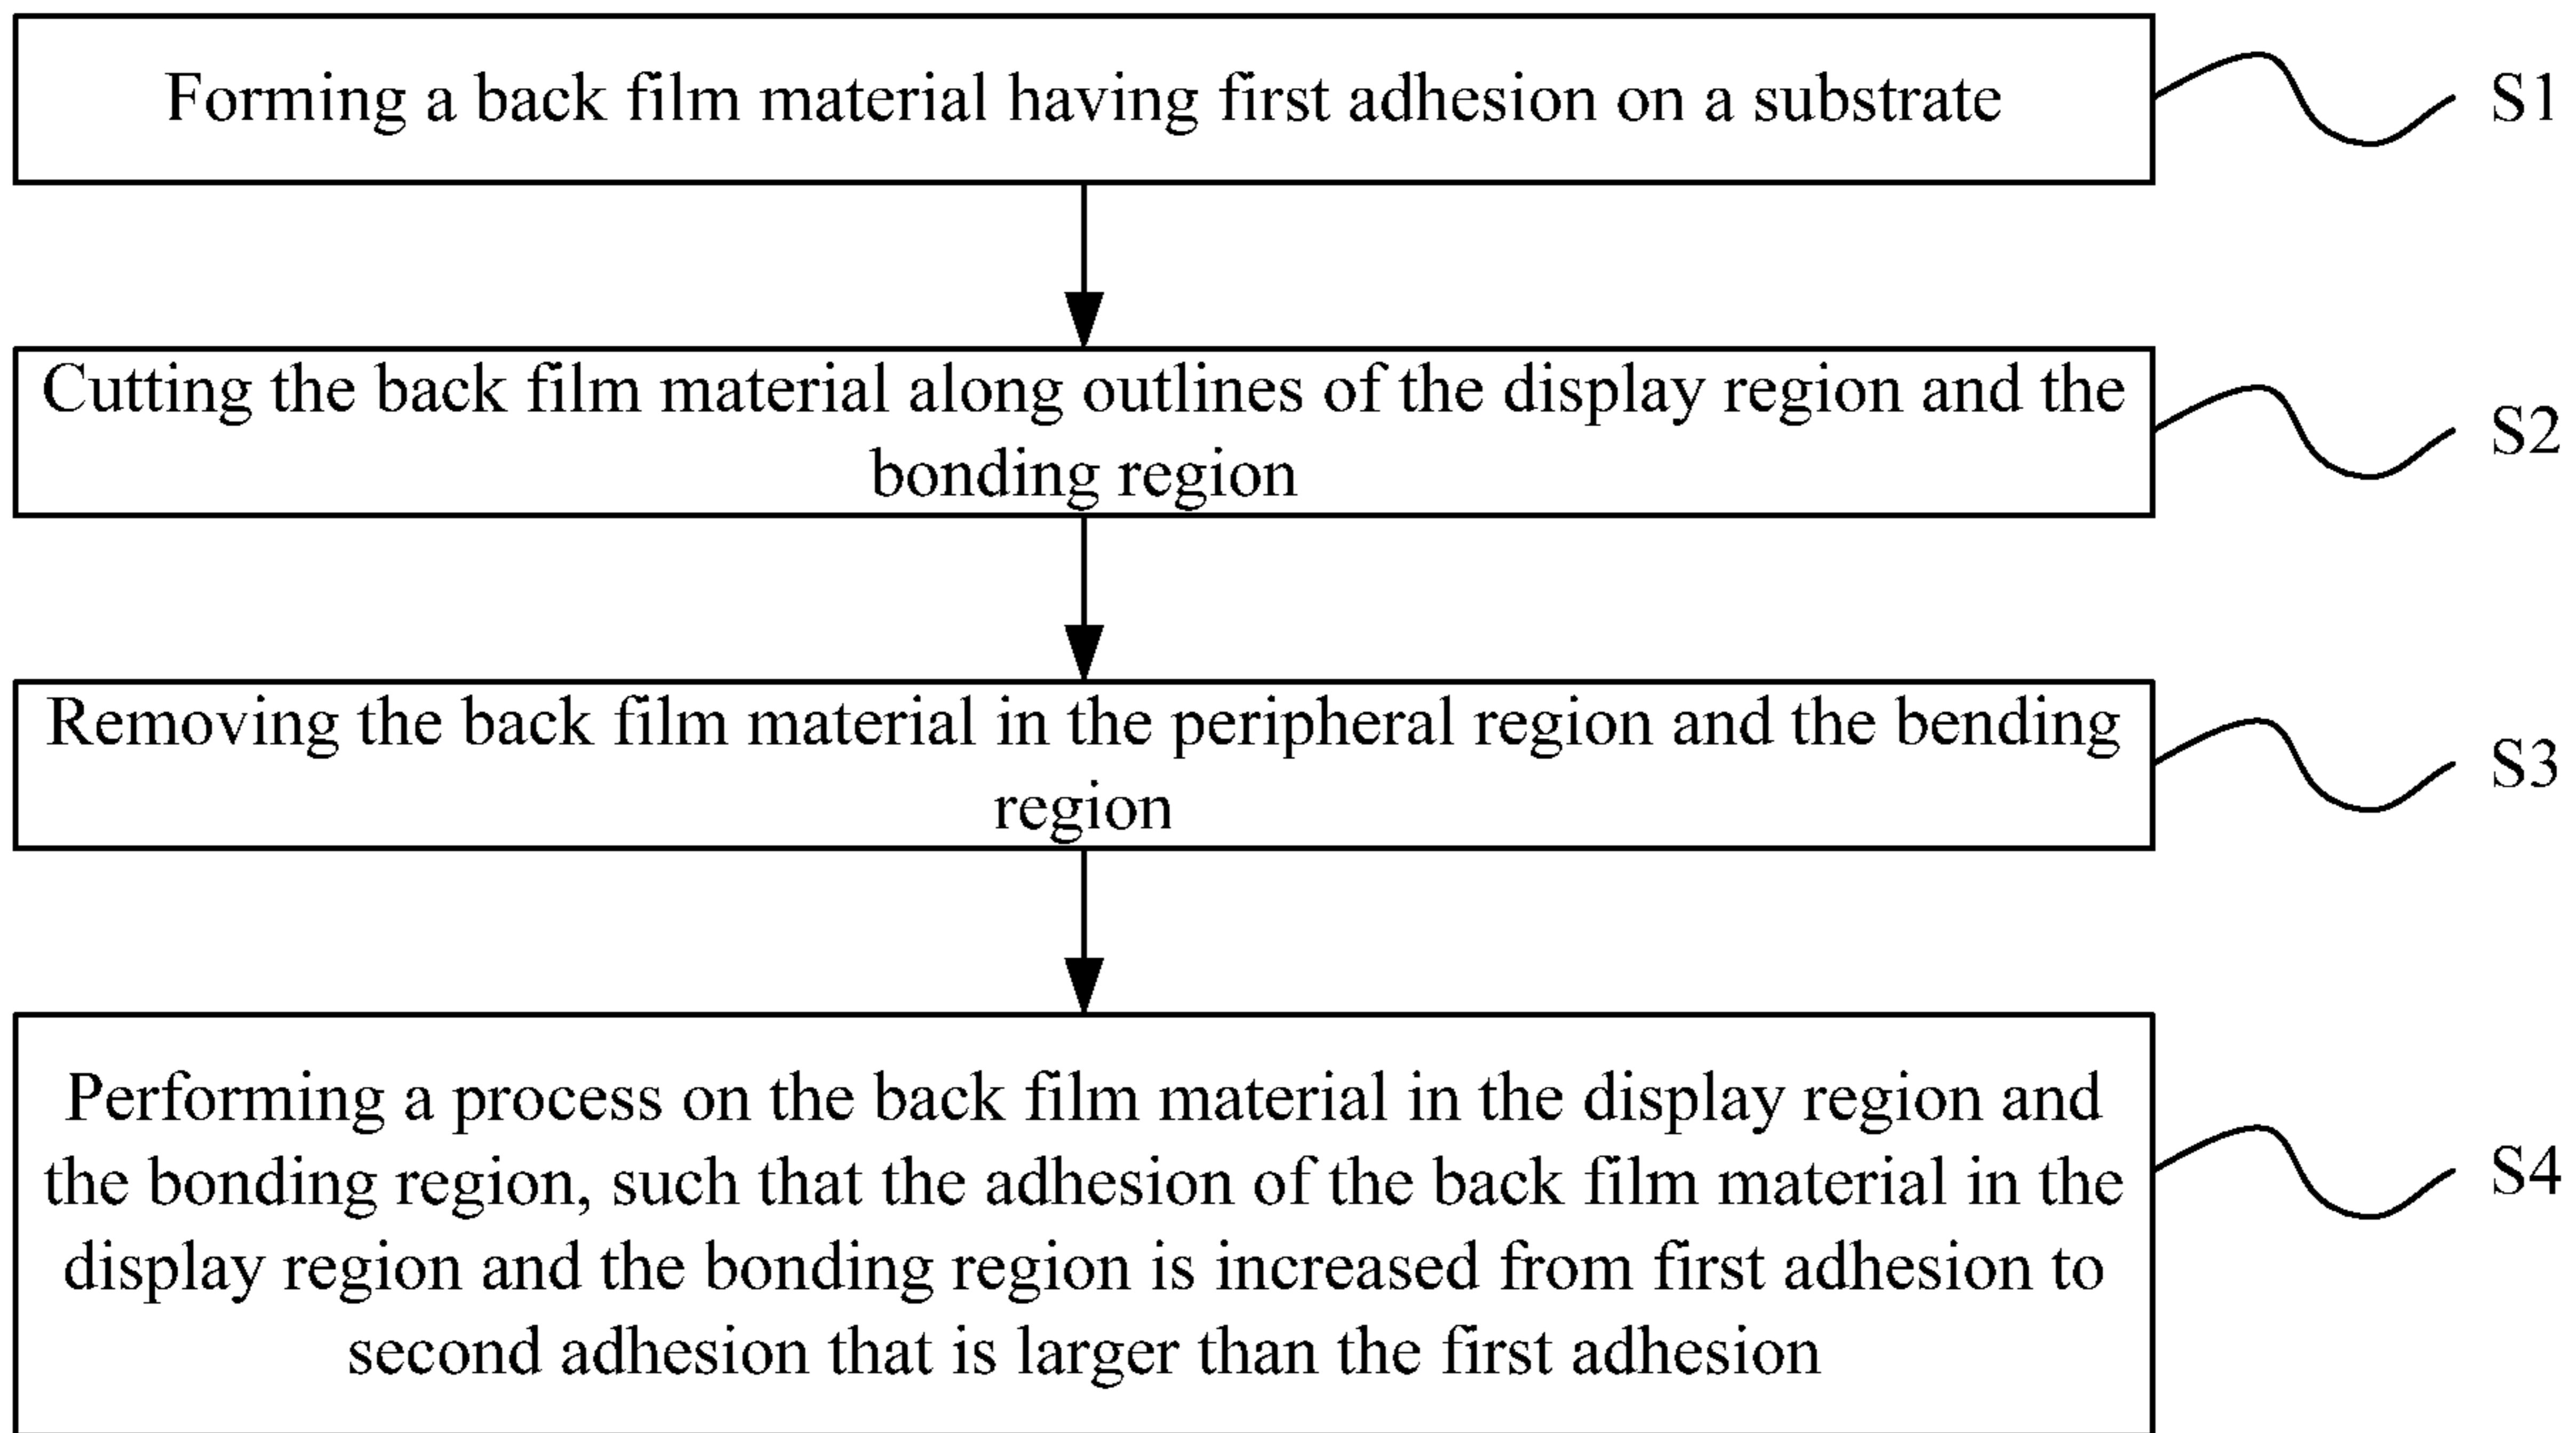 Forming a back film material having first adhesion on a substrate
S1
Cutting the back film material along outlines of the display region and the
bonding region
S2
Removing the back film material in the peripheral region and the bending
region
S3
Performing a process on the back film material in the display region and
the bonding region, such that the adhesion of the back film material in the
display region and the bonding region is increased from first adhesion to
second adhesion that is larger than the first adhesion
S4